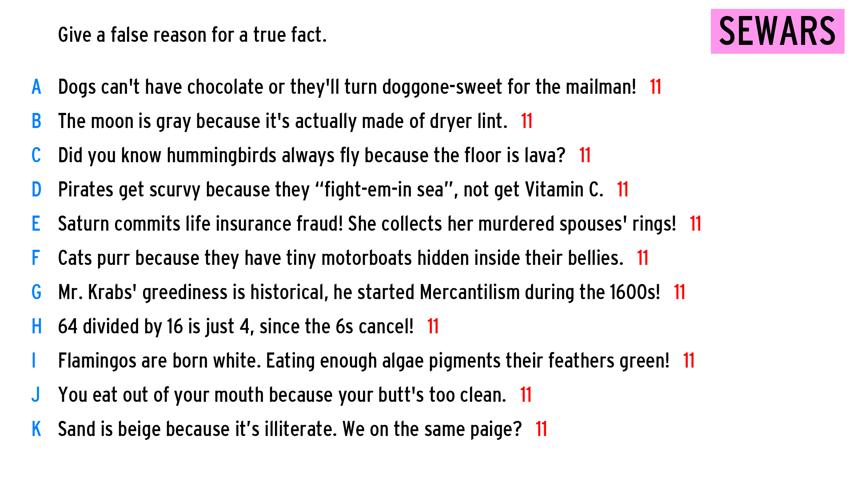 Give a false reason for a true fact.
SEWARS
A Dogs can't have chocolate or they'll turn doggone-sweet for the mailman! 11
B The moon is gray because it's actually made of dryer lint. 11
C Did you know hummingbirds always fly because the floor is lava? 11
D Pirates get scurvy because they “fight-em-in sea”, not get Vitamin C. 11
E Saturn commits life insurance fraud! She collects her murdered spouses' rings! 11
F Cats purr because they have tiny motorboats hidden inside their bellies. 11
G Mr. Krabs' greediness is historical, he started Mercantilism during the 1600s! 11
H 64 divided by 16 is just 4, since the 6s cancel! 11
I Flamingos are born white. Eating enough algae pigments their feathers green! 11
J You eat out of your mouth because your butt's too clean. 11
K Sand is beige because it’s illiterate. We on the same paige? 11